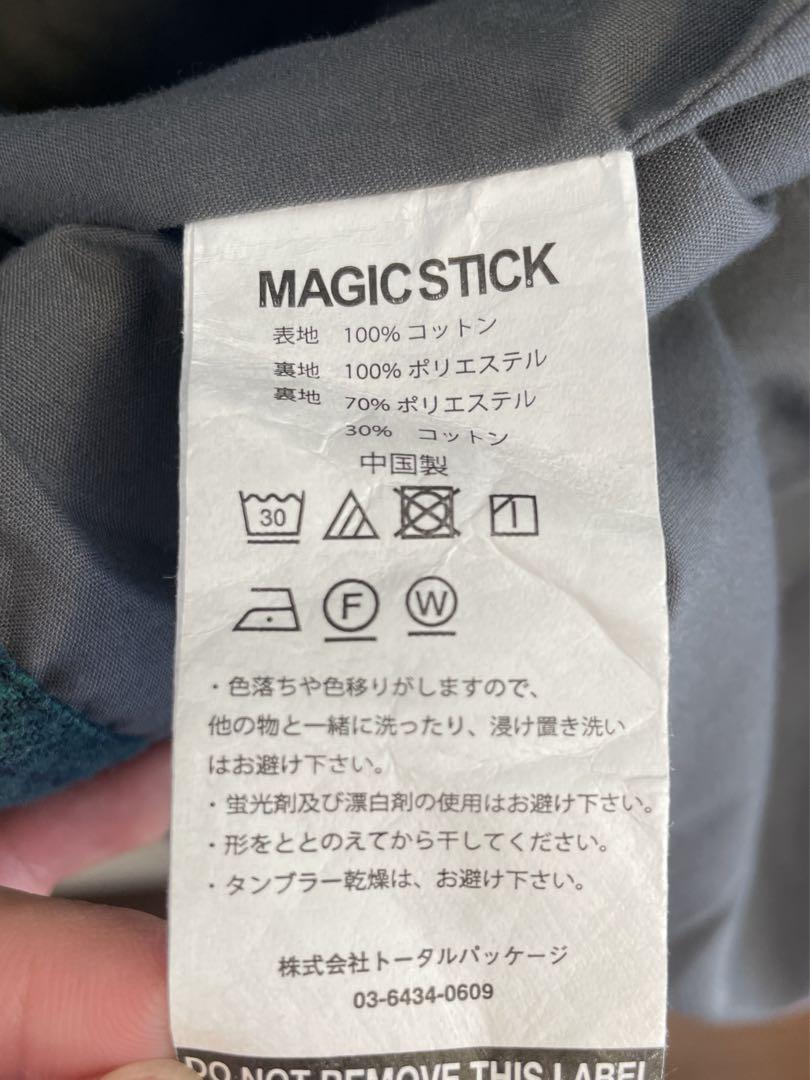 MAGIC STICK
表地 100% コットン
裏地 100% ポリエステル
裏地 70% ポリエステル
30% コットン
中国製
30
F W
・色落ちや色移りがしますので、
他の物と一緒に洗ったり、浸け置き洗い
はお避け下さい。
・蛍光剤及び漂白剤の使用はお避け下さい。
・形をととのえてから干してください。
・タンブラー乾燥は、お避け下さい。
株式会社トータルパッケージ
03-6434-0609
DO NOT REMOVE THIS LABEL